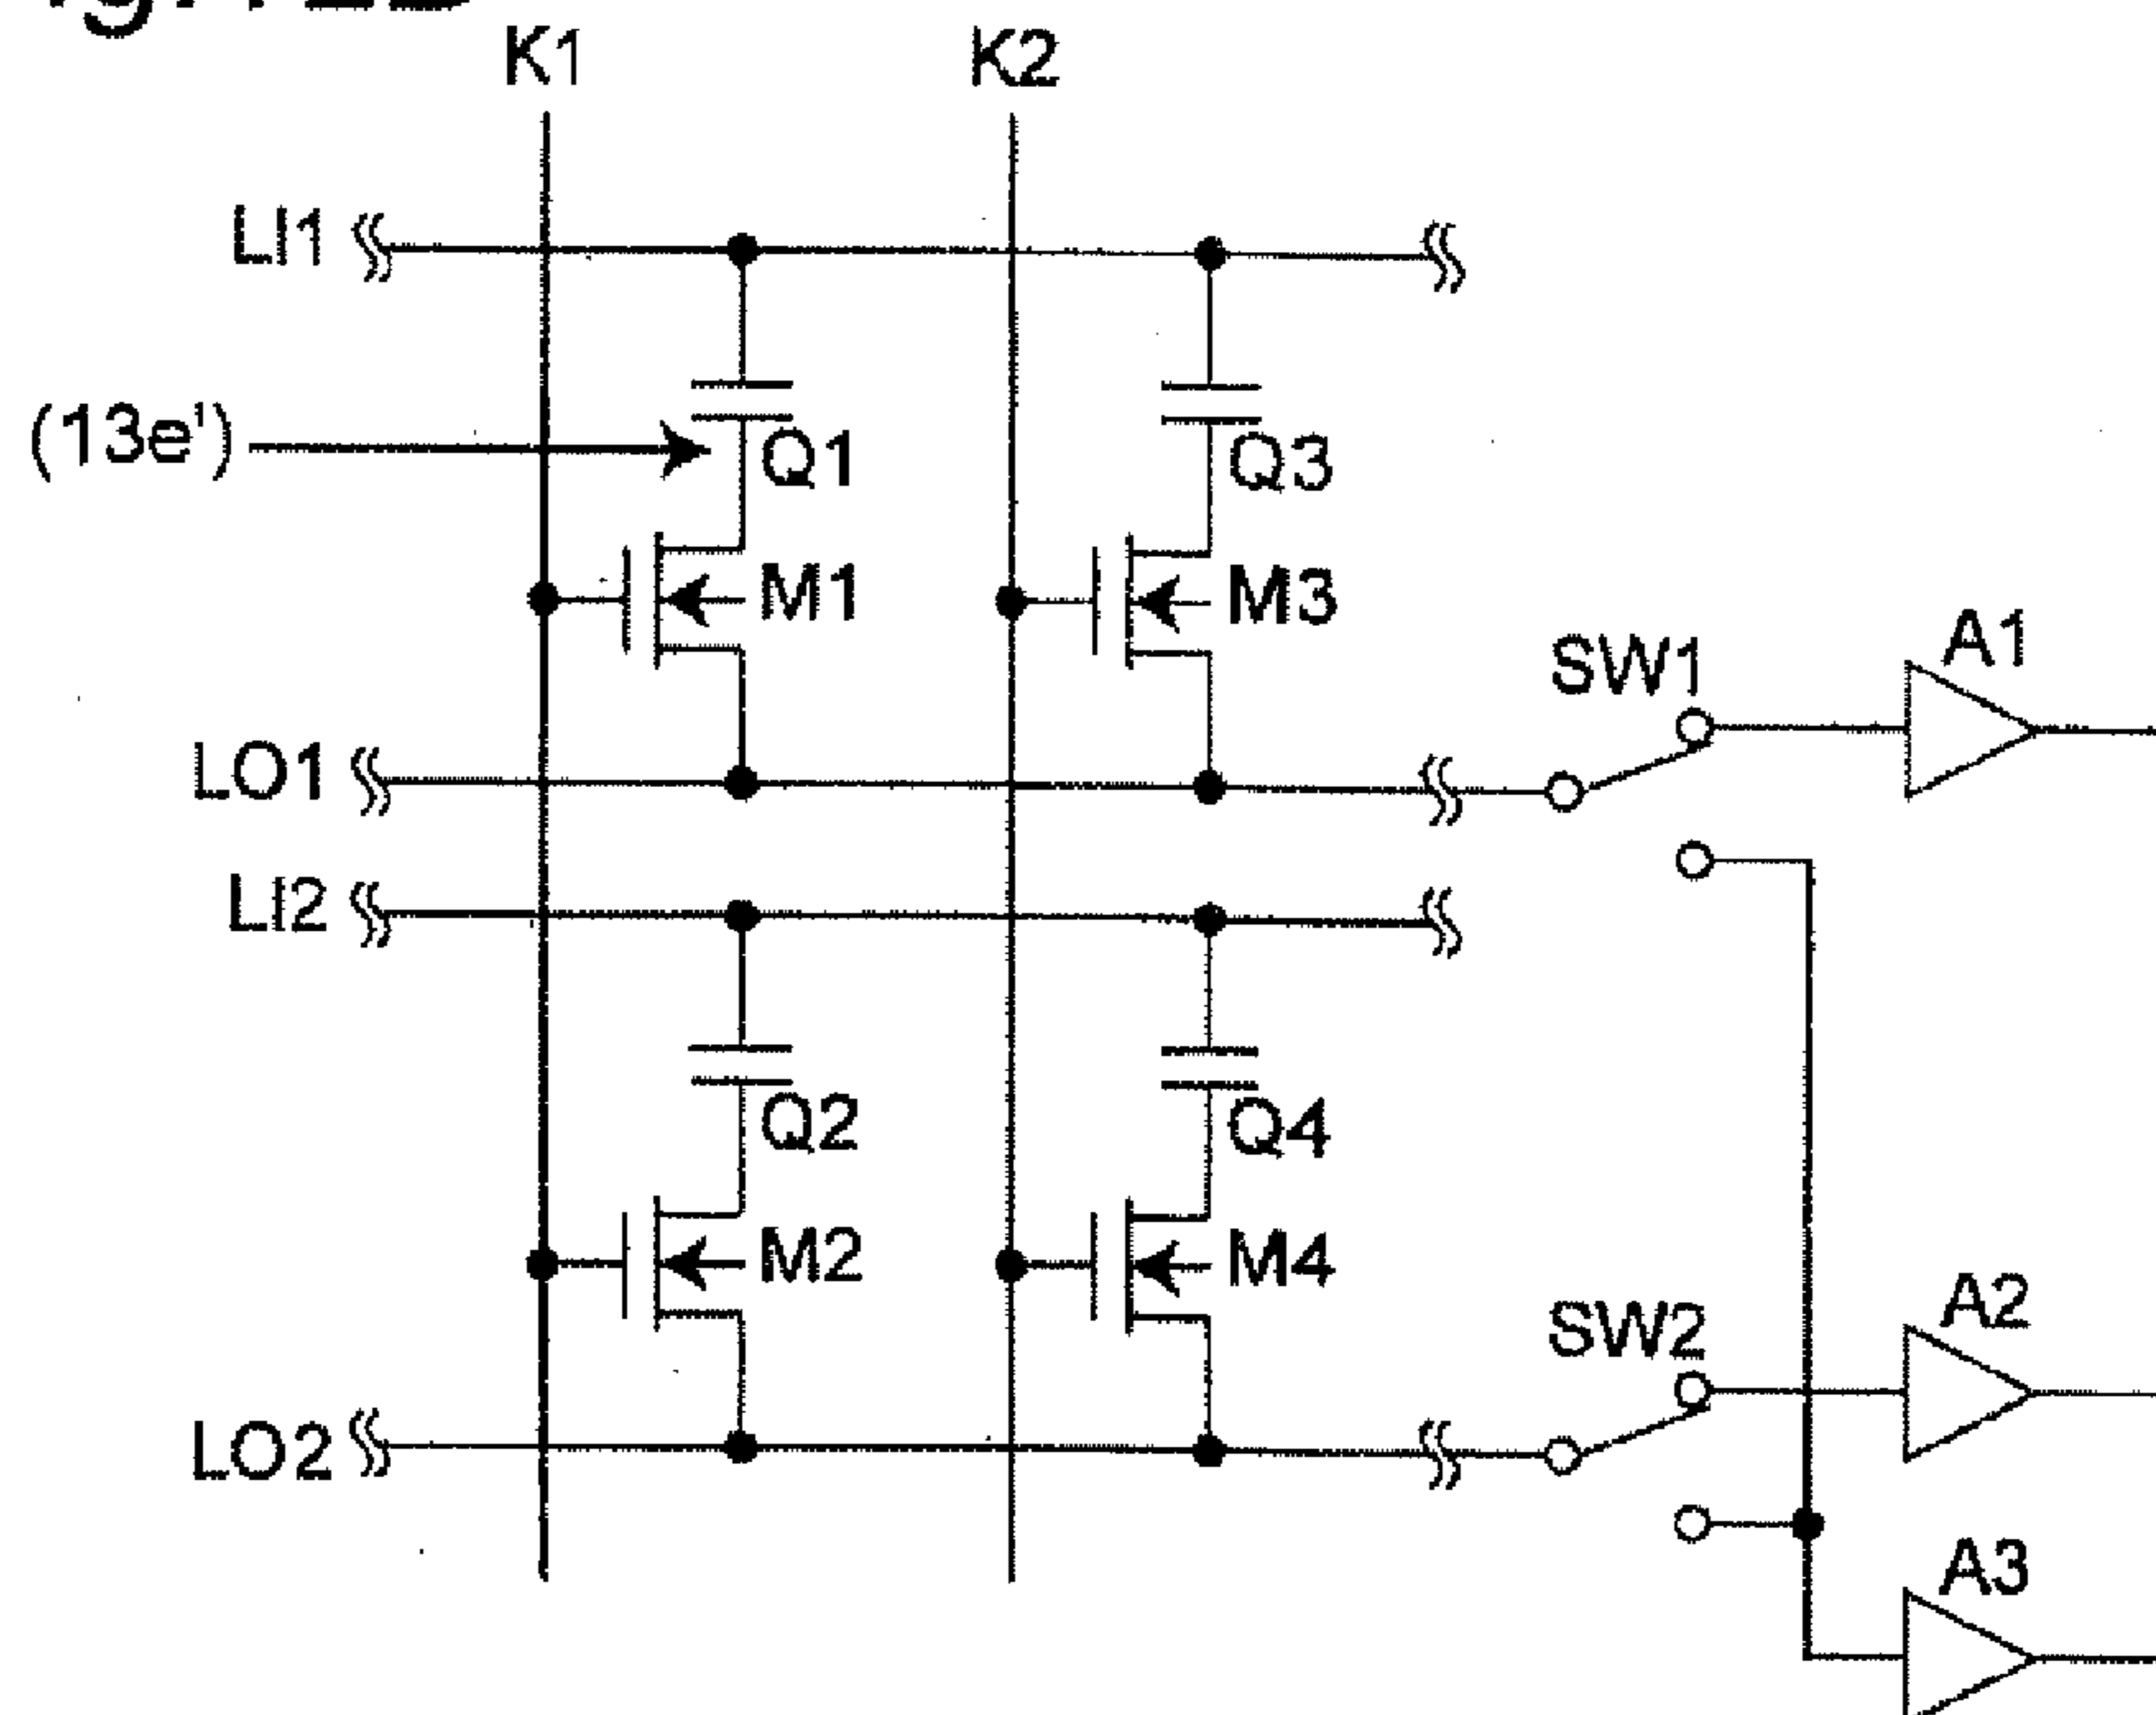 K1 K2
LI1
(13e') Q1 Q3
M1 M3
SW1 A1
LO1
LI2
Q2 Q4
M2 M4
SW2 A2
LO2
A3